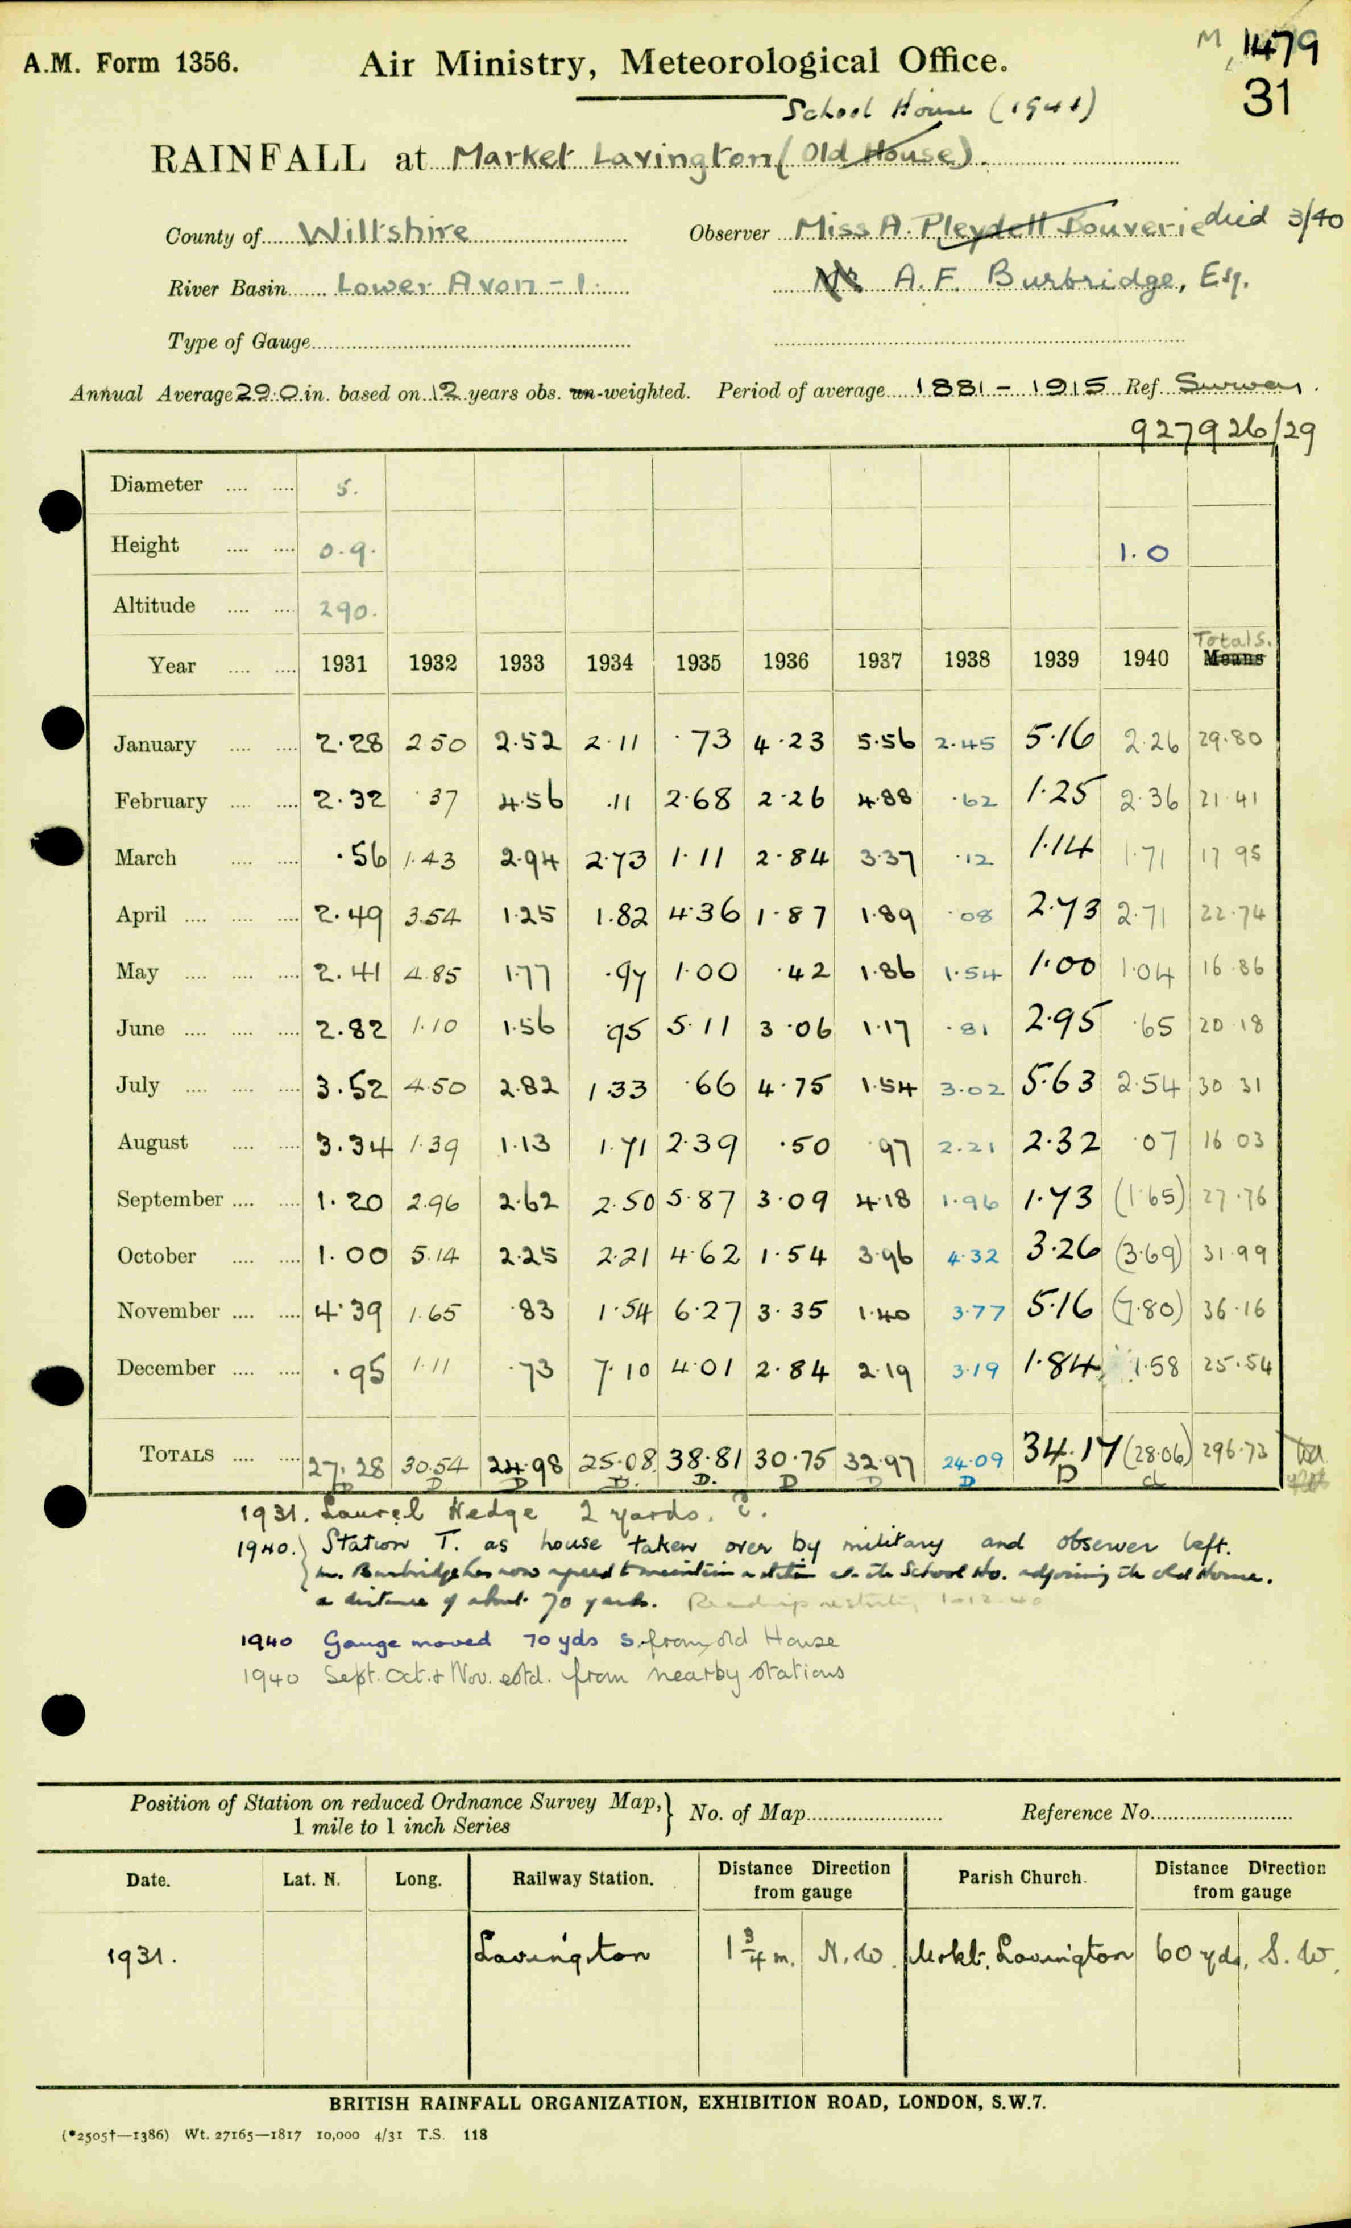 M 1479
A.M. Form 1356. Air Ministry, Meteorological Office.
31
School House (1941)
RAINFALL at Market Lavington (Old House).
County of Wiltshire Observer Miss A. Pleydell Bouverie died 3/40
River Basin Lower Avon - 1. Mr A. F. Burbridge, Esq.
Type of Gauge
Annual Average 29.0 in. based on 12 years obs. un-weighted. Period of average 1881 - 1915 Ref. Survey.
927926/29
Diameter 5.
Height 0.9. 1.0
Altitude 290.
Totals.
Year 1931 1932 1933 1934 1935 1936 1937 1938 1939 1940 Means
January 2.28 2.50 2.52 2.11 .73 4.23 5.56 2.45 5.16 2.26 29.80
February 2.32 .37 4.56 .11 2.68 2.26 4.88 .62 1.25 2.36 21.41
March .56 1.43 2.94 2.73 1.11 2.84 3.37 .12 1.14 1.71 17 95
April 2.49 3.54 1.25 1.82 4.36 1.87 1.89 .08 2.73 2.71 22.74
May 2.41 4.85 1.77 .97 1.00 .42 1.86 1.54 1.00 1.04 16.86
June 2.82 1.10 1.56 .95 5.11 3.06 1.17 .81 2.95 .65 20.18
July 3.52 4.50 2.82 1.33 .66 4.75 1.54 3.02 5.63 2.54 30 31
August 3.34 1.39 1.13 1.71 2.39 .50 .97 2.21 2.32 .07 16 03
September 1.20 2.96 2.62 2.50 5.87 3.09 4.18 1.96 1.73 (1.65) 27.76
October 1.00 5.14 2.25 2.21 4.62 1.54 3.96 4.32 3.26 (3.69) 31.99
November 4.39 1.65 .83 1.54 6.27 3.35 1.40 3.77 5.16 (7.80) 36.16
December .95 1.11 .73 7.10 4.01 2.84 2.19 3.19 1.84 1.58 25.54
TOTALS 27.28 30.54 24.98 25.08 38.81 30.75 32.97 24.09 34.17 (28.06) 296.73
D D D D. D. D D D D d
1931. Laurel Hedge 2 yards.
1940. Station T. as house taken over by military and observer left.
Mr. Burbridge has now agreed to maintain a station at the School Ho. adjoining the old House.
a distance of about 70 yards. 1-12-40
1940 Gauge moved 70 yds S. from old House
1940 Sept. Oct. & Nov. estd. from nearby stations
Position of Station on reduced Ordnance Survey Map, No. of Map Reference No.
1 mile to 1 inch Series
Date. Lat. N. Long. Railway Station. Distance Direction from gauge Parish Church. Distance Direction from gauge
1931. Lavington 1 3/4 m. N.W. Mrkt. Lavington 60 yds. S.W.
BRITISH RAINFALL ORGANIZATION, EXHIBITION ROAD, LONDON, S.W.7.
(*2505†—1386) Wt. 27165—1817 10,000 4/31 T.S. 118